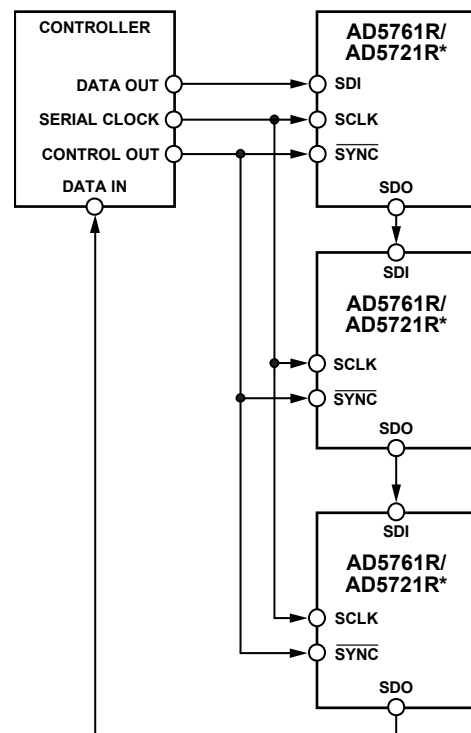 CONTROLLER
DATA OUT
SERIAL CLOCK
CONTROL OUT
DATA IN
AD5761R/
AD5721R*
SDI
SCLK
SYNC
SDO
SDI
AD5761R/
AD5721R*
SCLK
SYNC
SDO
SDI
AD5761R/
AD5721R*
SCLK
SYNC
SDO